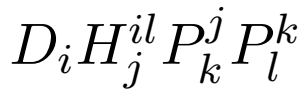 $D_i H_j^{il} P_k^j P_l^k$